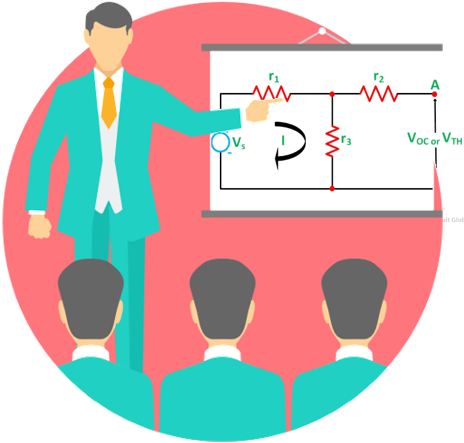 r1 r2 A
Vs I r3 VOC or VTH